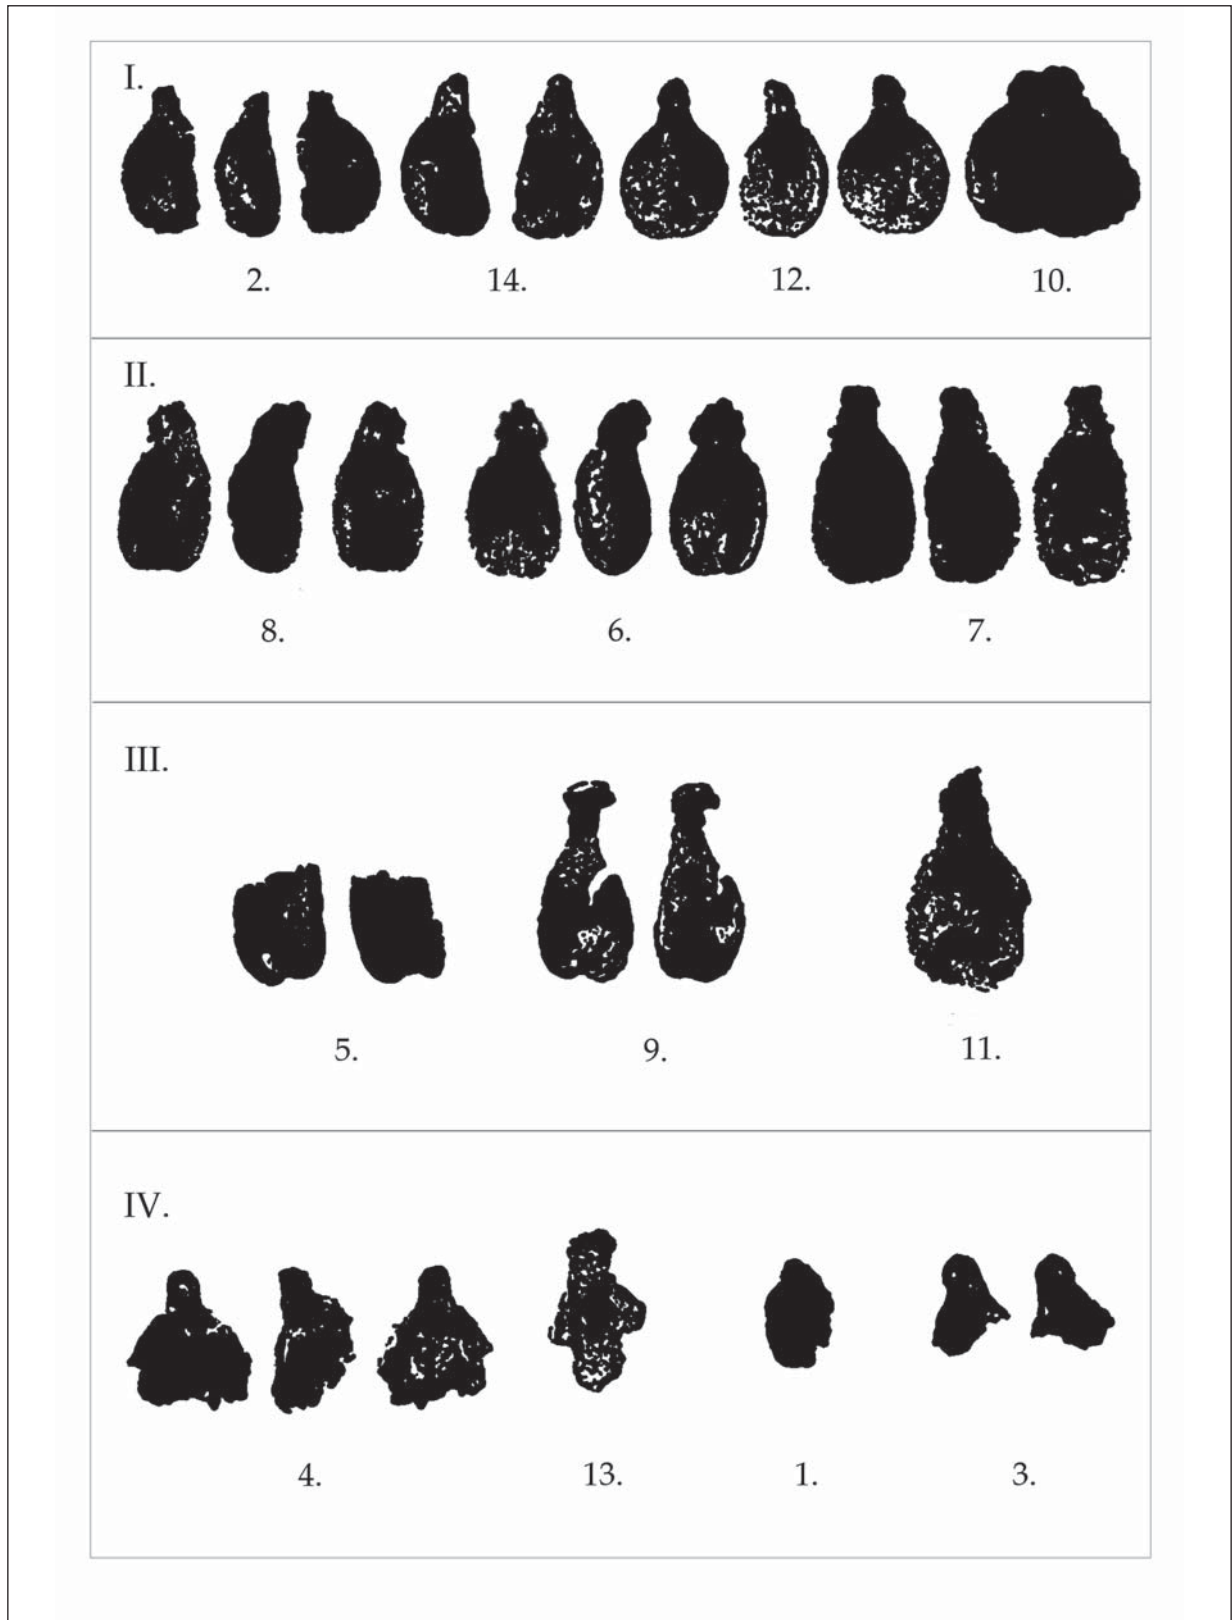 I.
2. 14. 12. 10.
II.
8. 6. 7.
III.
5. 9. 11.
IV.
4. 13. 1. 3.